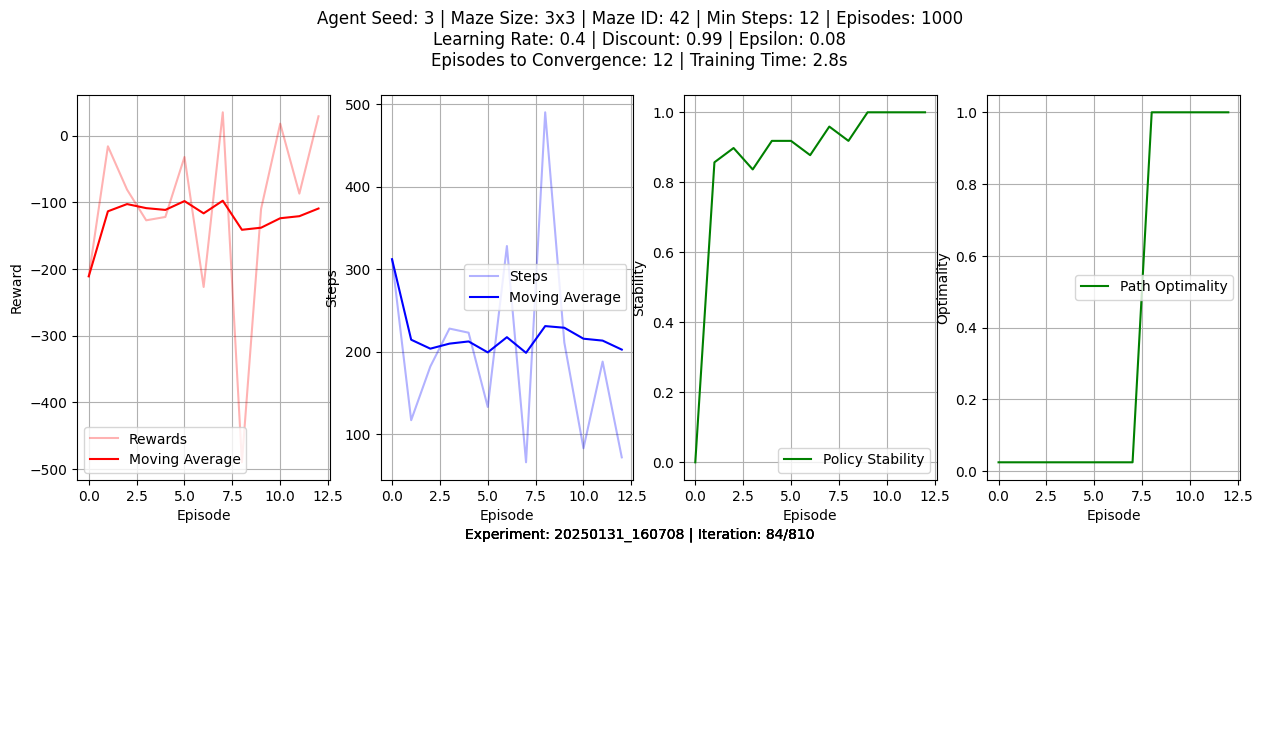 Agent Seed: 3 | Maze Size: 3x3 | Maze ID: 42 | Min Steps: 12 | Episodes: 1000
Learning Rate: 0.4 | Discount: 0.99 | Epsilon: 0.08
Episodes to Convergence: 12 | Training Time: 2.8s
Reward
0
−100
−200
−300
−400
−500
Rewards
Moving Average
0.0 2.5 5.0 7.5 10.0 12.5
Episode
Steps
500
400
300
200
100
Steps
Moving Average
0.0 2.5 5.0 7.5 10.0 12.5
Episode
Stability
1.0
0.8
0.6
0.4
0.2
0.0
Policy Stability
0.0 2.5 5.0 7.5 10.0 12.5
Episode
Optimality
1.0
0.8
0.6
0.4
0.2
0.0
Path Optimality
0.0 2.5 5.0 7.5 10.0 12.5
Episode
Experiment: 20250131_160708 | Iteration: 84/810